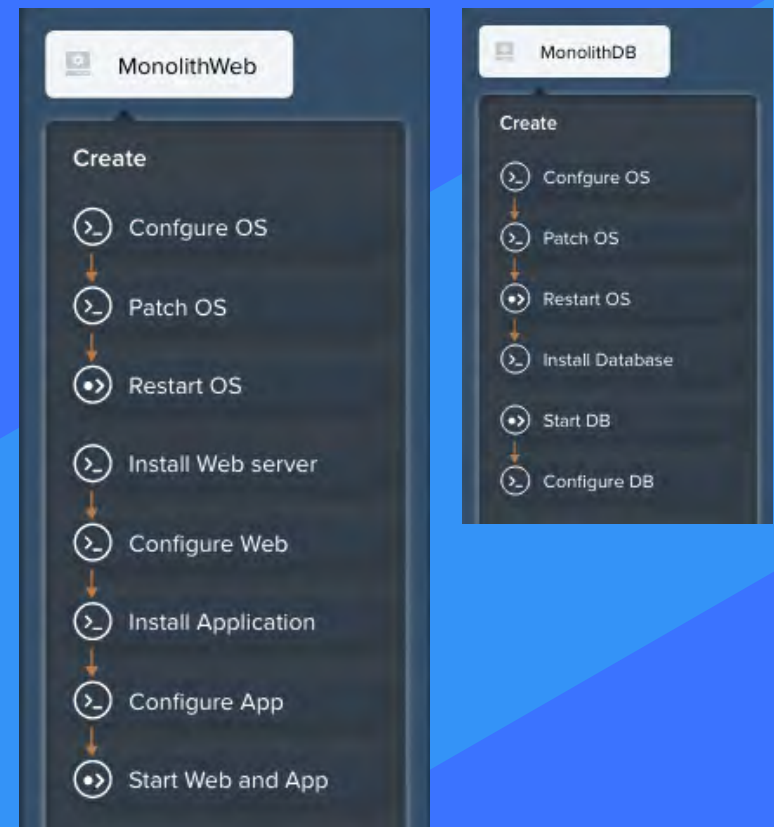 MonolithWeb
Create
Confgure OS
Patch OS
Restart OS
Install Web server
Configure Web
Install Application
Configure App
Start Web and App
MonolithDB
Create
Confgure OS
Patch OS
Restart OS
Install Database
Start DB
Configure DB